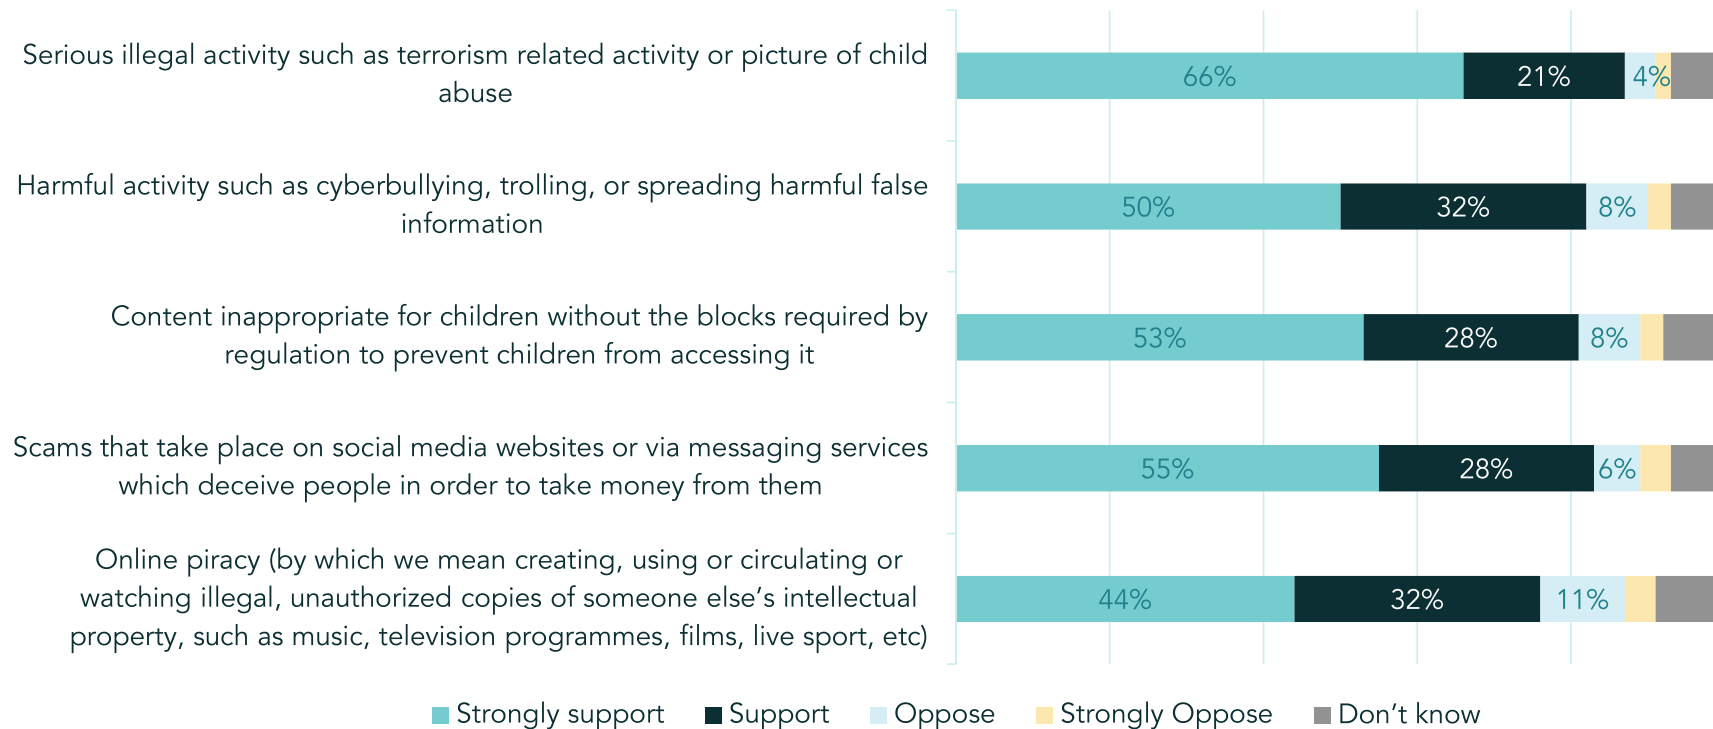 Serious illegal activity such as terrorism related activity or picture of child
abuse
66% 21% 4%
Harmful activity such as cyberbullying, trolling, or spreading harmful false
information
50% 32% 8%
Content inappropriate for children without the blocks required by
regulation to prevent children from accessing it
53% 28% 8%
Scams that take place on social media websites or via messaging services
which deceive people in order to take money from them
55% 28% 6%
Online piracy (by which we mean creating, using or circulating or
watching illegal, unauthorized copies of someone else’s intellectual
property, such as music, television programmes, films, live sport, etc)
44% 32% 11%
Strongly support Support Oppose Strongly Oppose Don’t know